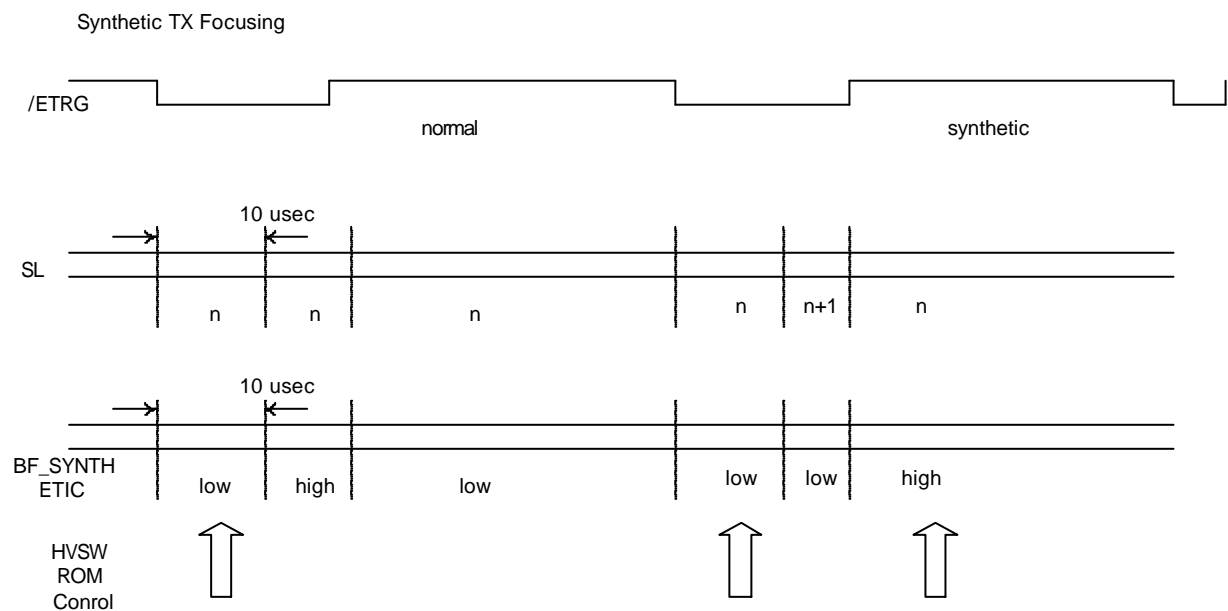 Synthetic TX Focusing
/ETRG
normal
synthetic
10 usec
SL
n
n
n
n
n+1
n
10 usec
BF_SYNTH
ETIC
low
high
low
low
low
high
HVSW
ROM
Conrol